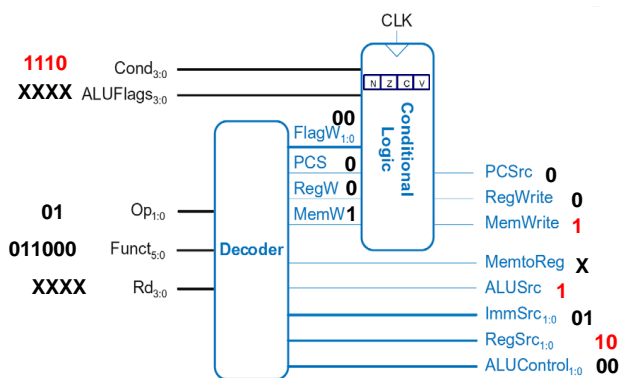 CLK
1110 Cond3:0
XXXX ALUFlags3:0
N Z C V
Conditional Logic
00
FlagW1:0
PCS 0
RegW 0
MemW 1
PCSrc 0
RegWrite 0
MemWrite 1
01 Op1:0
011000 Funct5:0
XXXX Rd3:0
Decoder
MemtoReg X
ALUSrc 1
ImmSrc1:0 01
RegSrc1:0 10
ALUControl1:0 00